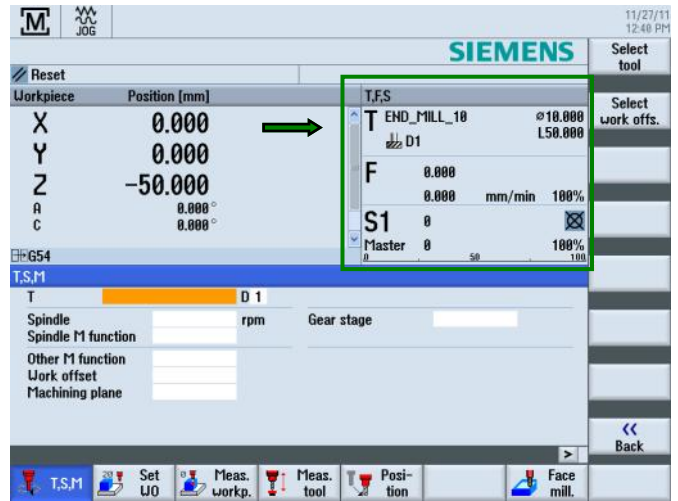 M JOG 11/27/11
12:40 PM
SIEMENS
Select tool
Reset
Workpiece Position [mm] T,F,S
Select work offs.
X 0.000
Y 0.000
Z -50.000
A 0.000°
C 0.000°
T END_MILL_10 ø10.000
D1 L50.000
F 0.000
0.000 mm/min 100%
S1 0
Master 0 100%
0 50 100
G54
T,S,M
T D 1
Spindle rpm Gear stage
Spindle M function
Other M function
Work offset
Machining plane
<<
Back
>
T,S,M
Set WO
Meas. workp.
Meas. tool
Posi-tion
Face mill.